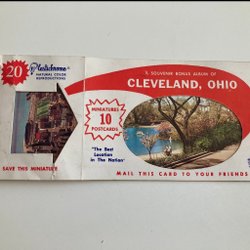 20
Plastichrome
NATURAL COLOR
REPRODUCTIONS
SAVE THIS MINIATURE
MINIATURES
10
POSTCARDS
"The Best
Location
in The Nation"
A SOUVENIR BONUS ALBUM OF
CLEVELAND, OHIO
MAIL THIS CARD TO YOUR FRIENDS